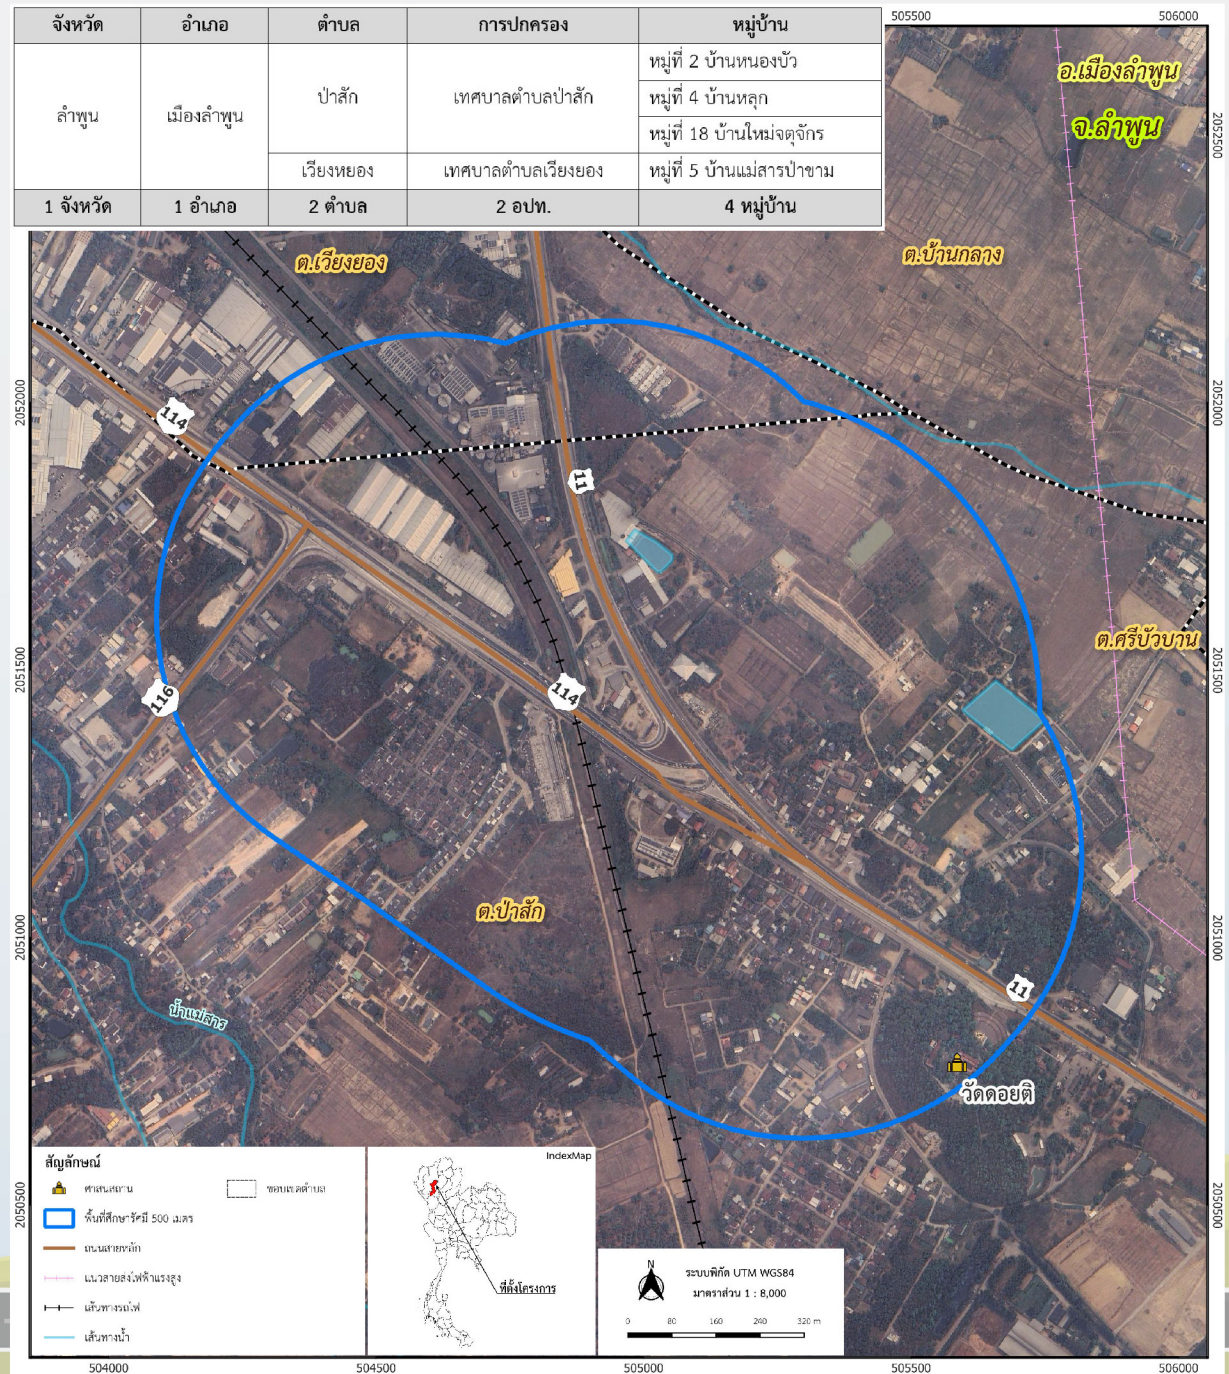 จังหวัด อำเภอ ตำบล การปกครอง หมู่บ้าน
ลำพูน เมืองลำพูน ป่าสัก เทศบาลตำบลป่าสัก หมู่ที่ 2 บ้านหนองบัว
หมู่ที่ 4 บ้านหลุก
หมู่ที่ 18 บ้านใหม่จตุจักร
เวียงหยอง เทศบาลตำบลเวียงยอง หมู่ที่ 5 บ้านแม่สารป่าขาม
1 จังหวัด 1 อำเภอ 2 ตำบล 2 อปท. 4 หมู่บ้าน
505500 506000
อ.เมืองลำพูน
จ.ลำพูน
2052500
ต.เวียงยอง
ต.บ้านกลาง
2052000
2052000
114
11
ต.ศรีบัวบาน
2051500
2051500
116
114
ต.ป่าสัก
2051000
2051000
11
น้ำแม่สาร
วัดดอยติ
2050500
2050500
สัญลักษณ์
ศาสนสถาน
ขอบเขตตำบล
พื้นที่ศึกษารัศมี 500 เมตร
ถนนสายหลัก
แนวสายส่งไฟฟ้าแรงสูง
เส้นทางรถไฟ
เส้นทางน้ำ
IndexMap
ที่ตั้งโครงการ
N
ระบบพิกัด UTM WGS84
มาตราส่วน 1 : 8,000
0 80 160 240 320 m
504000 504500 505000 505500 506000